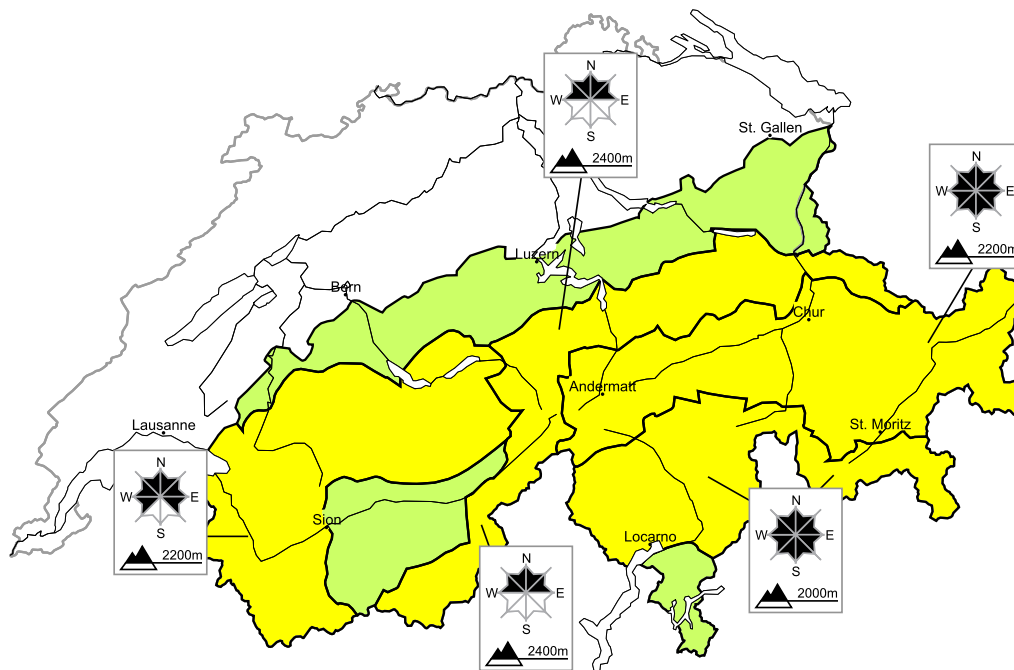 N
W E
S
2400m
St. Gallen
N
W E
S
2200m
Luzern
Bern
Chur
Andermatt
Lausanne
St. Moritz
N
W E
S
2200m
Sion
N
W E
S
2000m
Locarno
N
W E
S
2400m